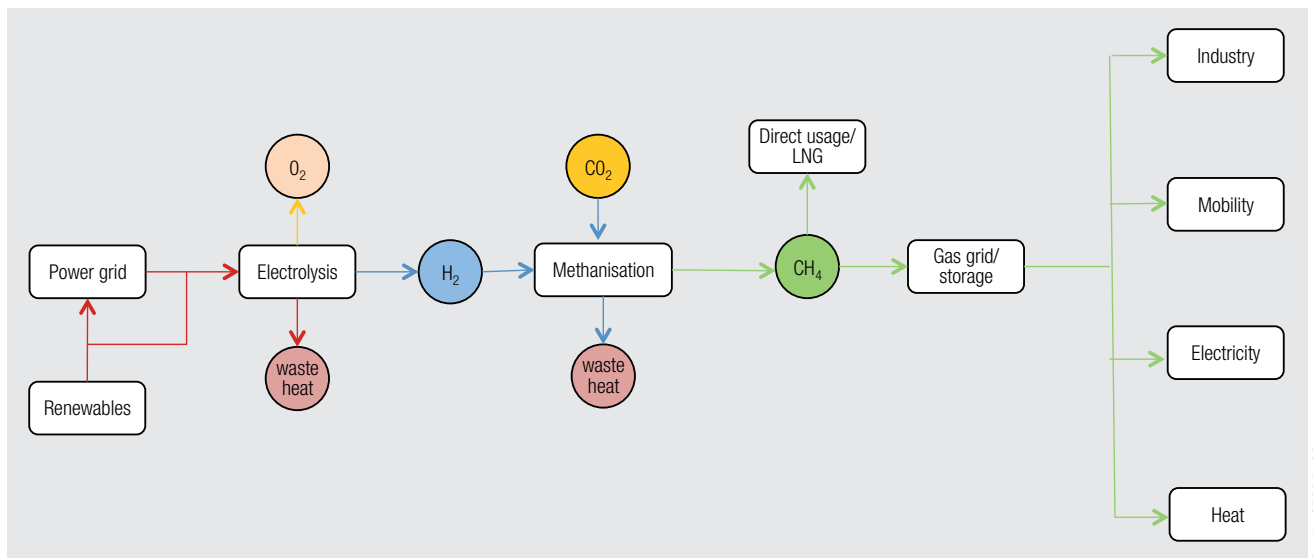 Industry
Direct usage/
LNG
O₂
CO₂
Mobility
Power grid
Electrolysis
H₂
Methanisation
CH₄
Gas grid/
storage
Electricity
waste
heat
waste
heat
Renewables
Heat